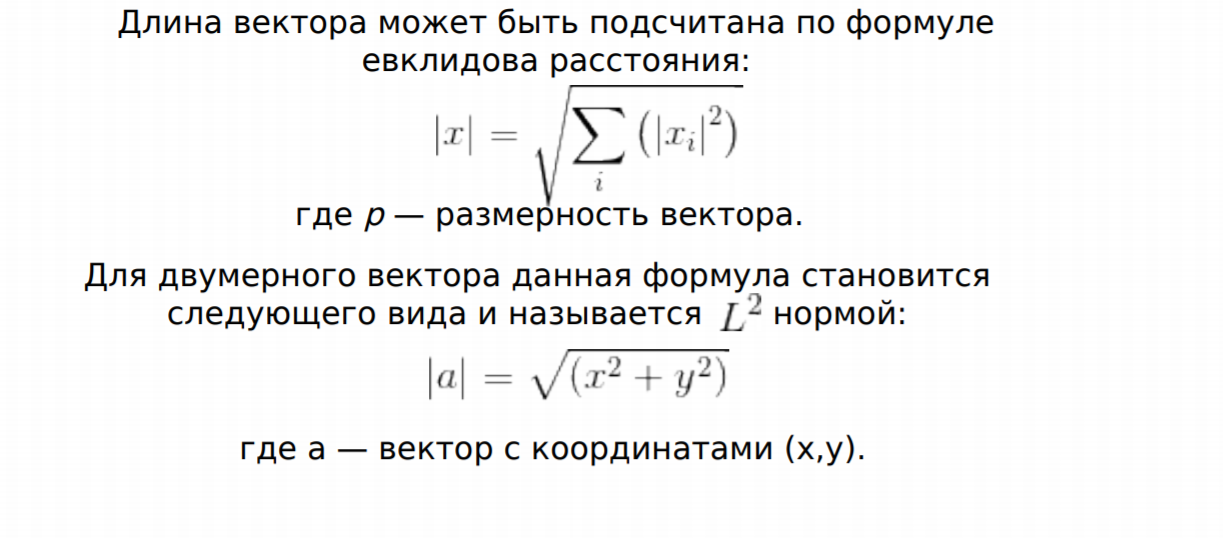 Длина вектора может быть подсчитана по формуле
евклидова расстояния:
|x| = √(∑ᵢ (|xᵢ|²))
где p — размерность вектора.
Для двумерного вектора данная формула становится
следующего вида и называется L² нормой:
|a| = √(x² + y²)
где a — вектор с координатами (x,y).